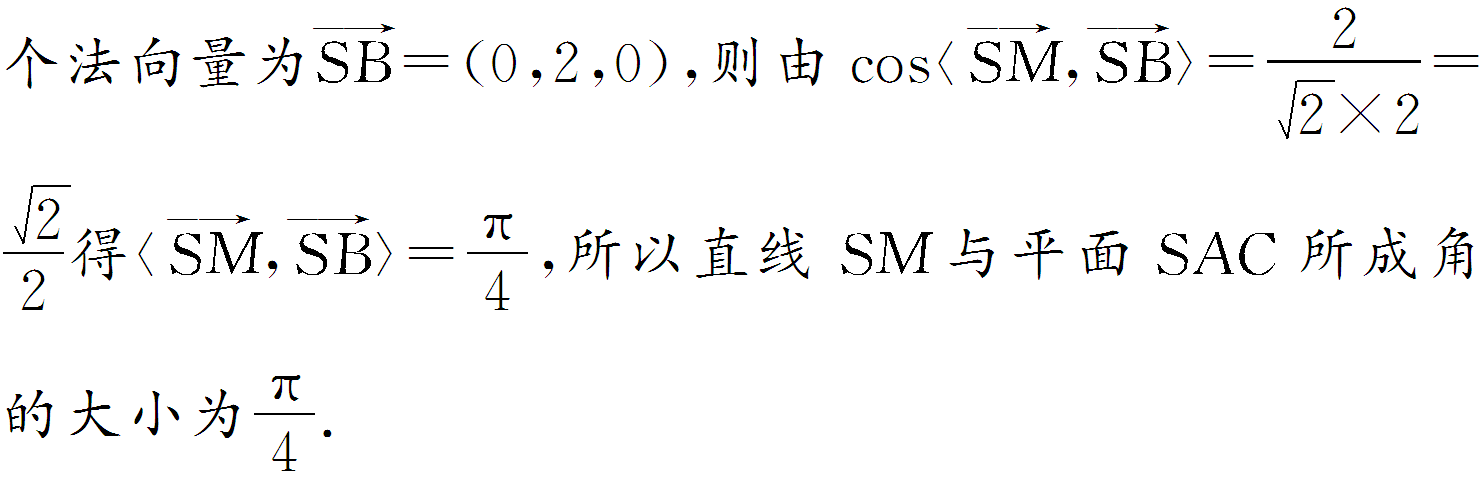 个法向量为$\overrightarrow{SB}=(0,2,0)$,则由 $\cos\langle \overrightarrow{SM},\overrightarrow{SB}\rangle=\frac{2}{\sqrt{2}\times 2}=$
$\frac{\sqrt{2}}{2}$得$\langle \overrightarrow{SM},\overrightarrow{SB}\rangle=\frac{\pi}{4}$,所以直线 SM 与平面 SAC 所成角
的大小为$\frac{\pi}{4}$.